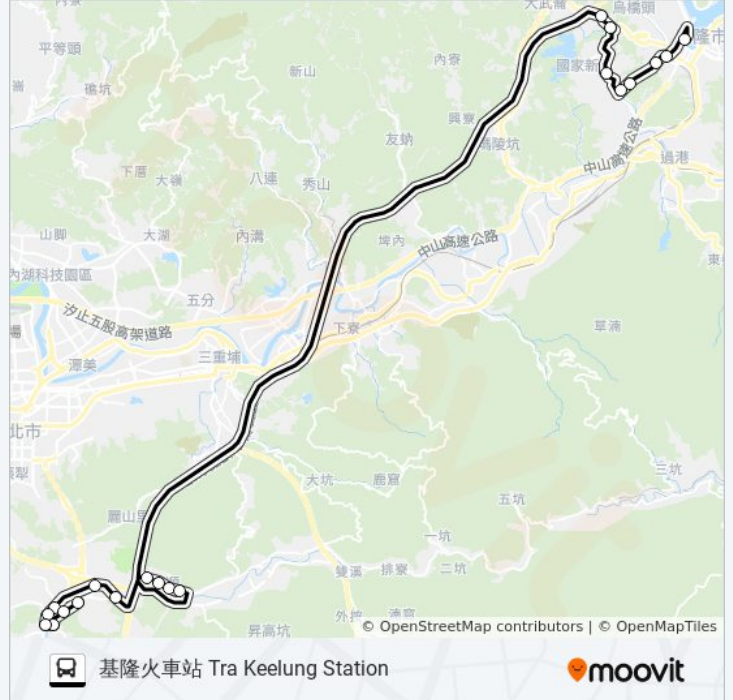 內寮
大武崙
烏橋頭
平等頭
隆市
內寮
崩山
國家新
礁坑
興寮
瑪陵坑
友蚋
中山高速公路
過港
下厝
大嶺
八連
秀山
山腳
大湖
內溝
埤內
中山高速公路
內湖科技園區
五分
汐止五股高架道路
下寮
草湳
三重埔
潭美
北市
三坑
大坑
鹿窟
五坑
麗山里
一坑
雙溪
排寮
二坑
昇高坑
© OpenStreetMap contributors | © OpenMapTiles
基隆火車站 Tra Keelung Station
moovit